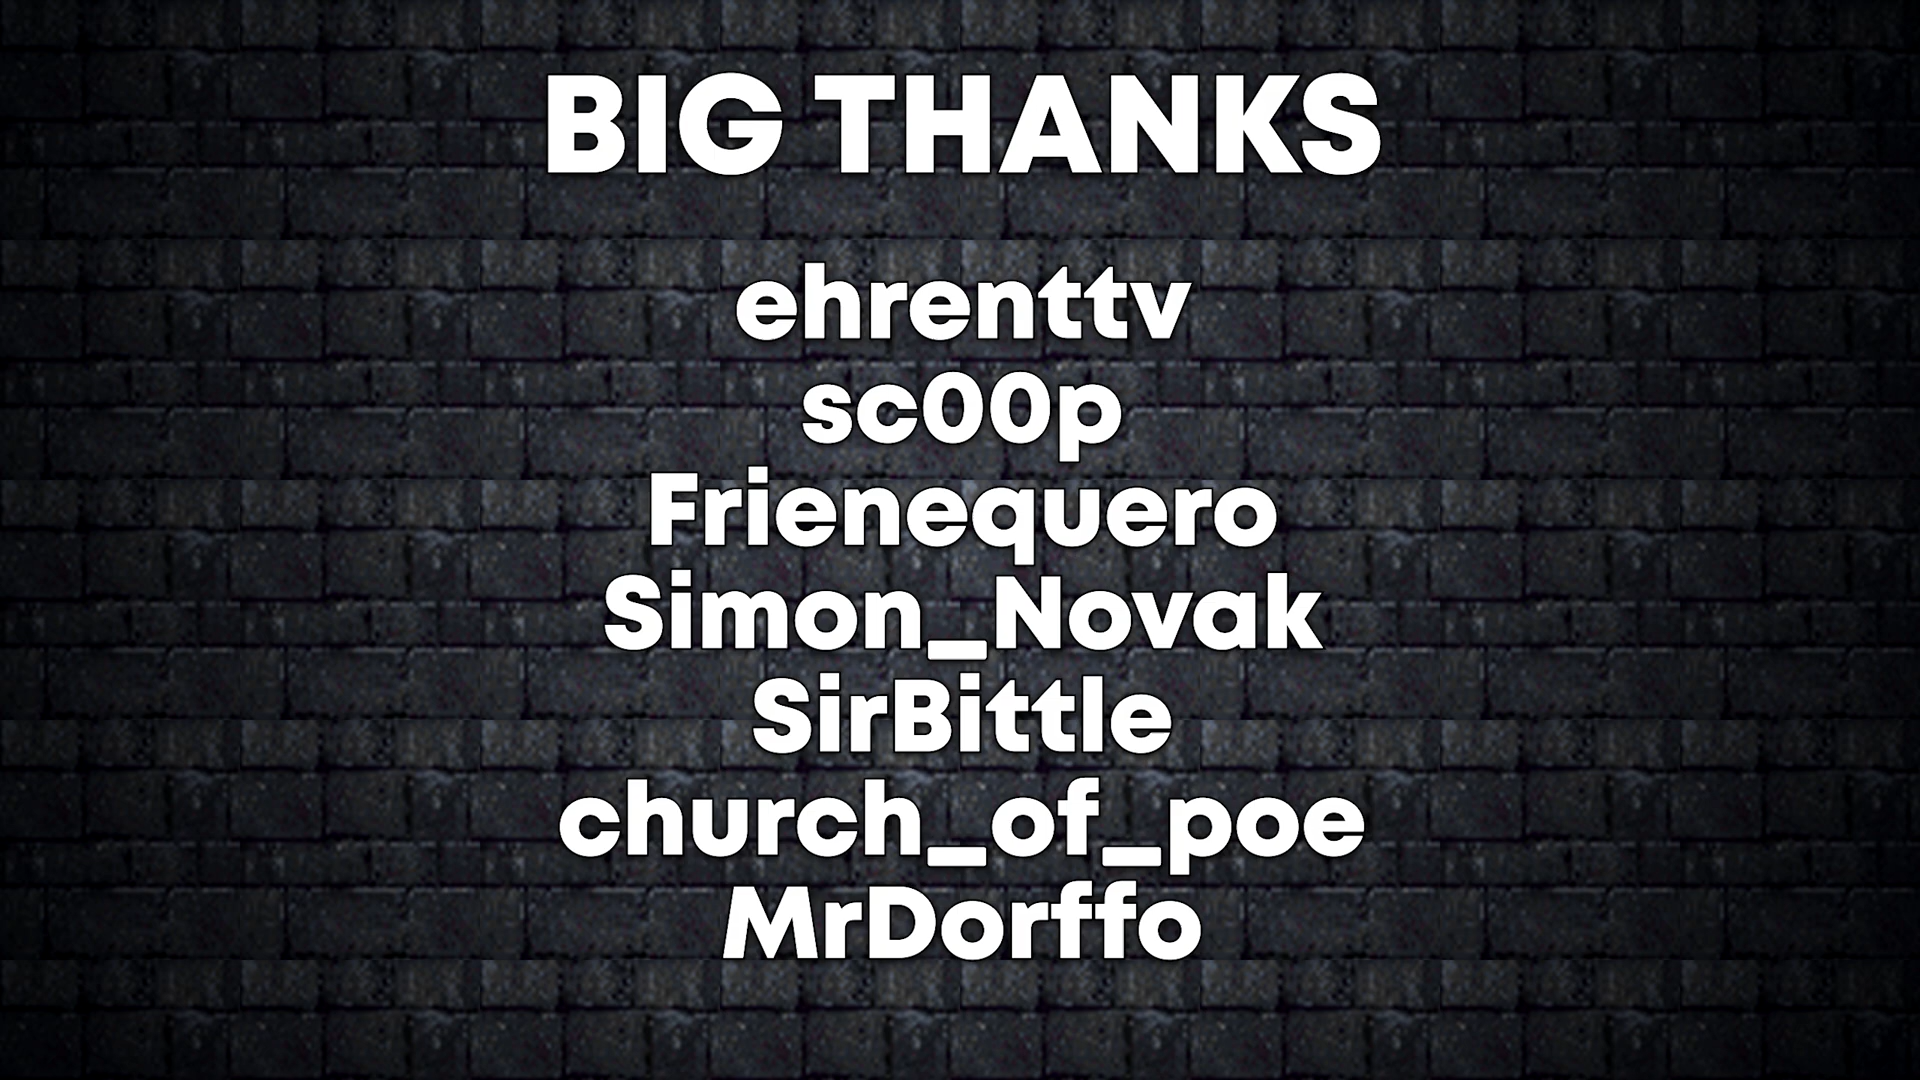 BIG THANKS
ehrenttv
sc00p
Frienequero
Simon_Novak
SirBittle
church_of_poe
MrDorffo